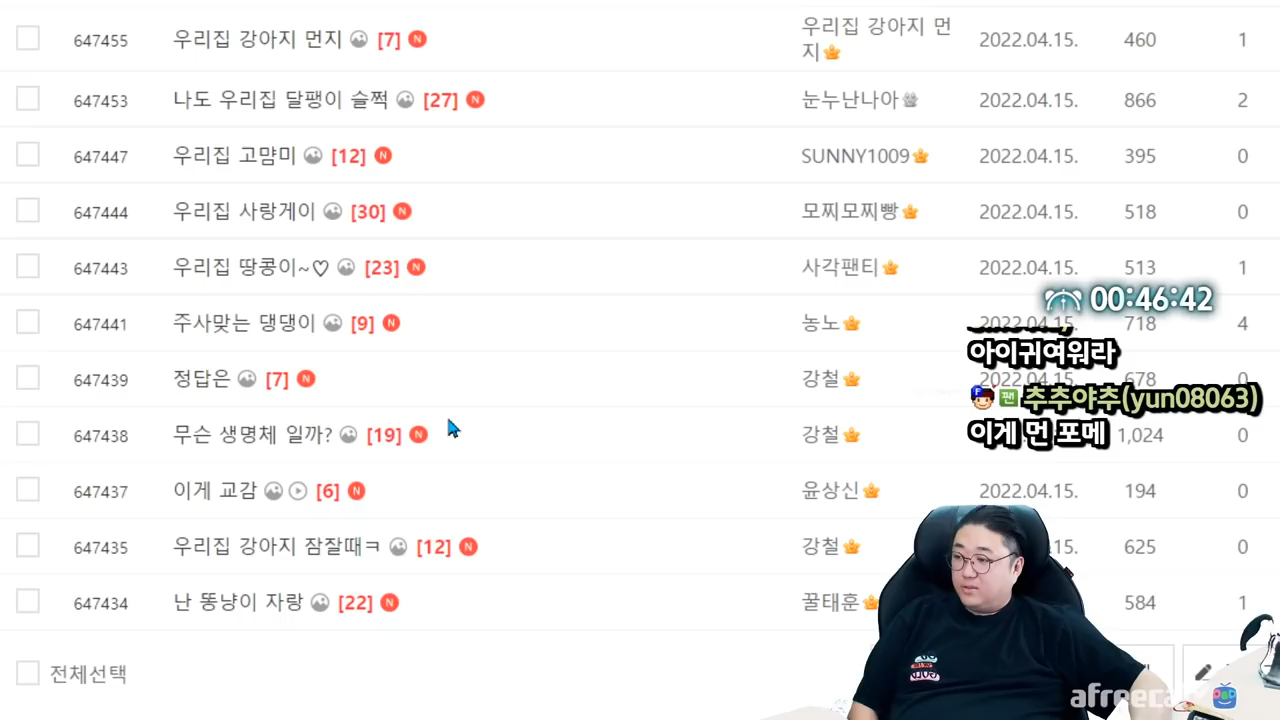 647455 우리집 강아지 먼지 [7] N 우리집 강아지 먼지 2022.04.15. 460 1
647453 나도 우리집 달팽이 슬쩍 [27] N 눈누난나아 2022.04.15. 866 2
647447 우리집 고먐미 [12] N SUNNY1009 2022.04.15. 395 0
647444 우리집 사랑게이 [30] N 모찌모찌빵 2022.04.15. 518 0
647443 우리집 땅콩이~♡ [23] N 사각팬티 2022.04.15. 513 1
00:46:42
647441 주사맞는 댕댕이 [9] N 농노 2022.04.15. 718 4
아이귀여워라
647439 정답은 [7] N 강철 2022.04.15. 678 0
F 팬 추추야추(yun08063)
647438 무슨 생명체 일까? [19] N 강철 1,024 0
이게 먼 포메
647437 이게 교감 [6] N 윤상신 2022.04.15. 194 0
647435 우리집 강아지 잠잘때ㅋ [12] N 강철 15. 625 0
647434 난 똥냥이 자랑 [22] N 꿀태훈 584 1
전체선택
afreeca